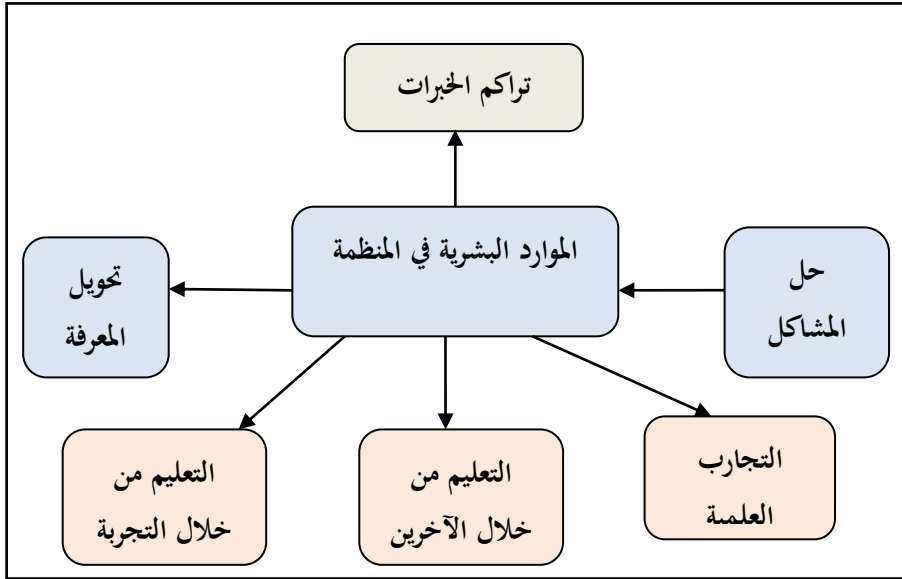 تراكم الخبرات
الموارد البشرية في المنظمة
حل
المشاكل
تحويل
المعرفة
التجارب
العلمية
التعليم من
خلال الآخرين
التعليم من
خلال التجربة